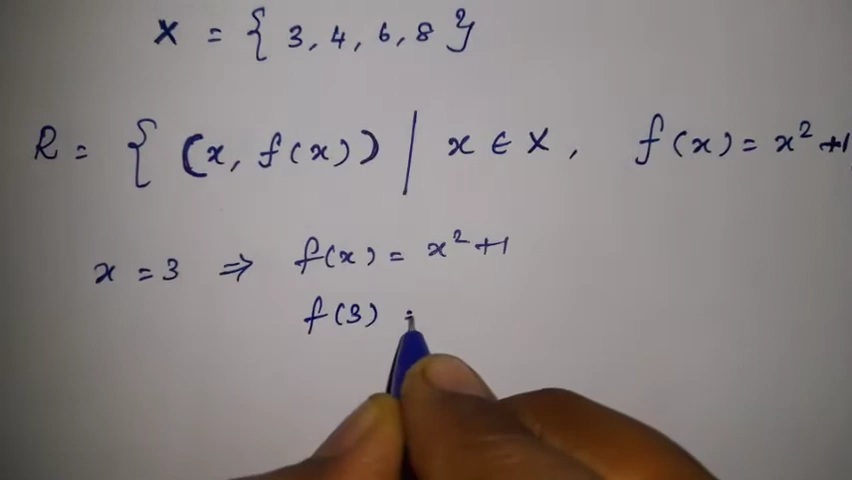 X = { 3, 4, 6, 8 }
R = { (x, f(x)) | x ∈ X, f(x) = x² +1
x = 3 ⇒ f(x) = x² +1
f(3) =